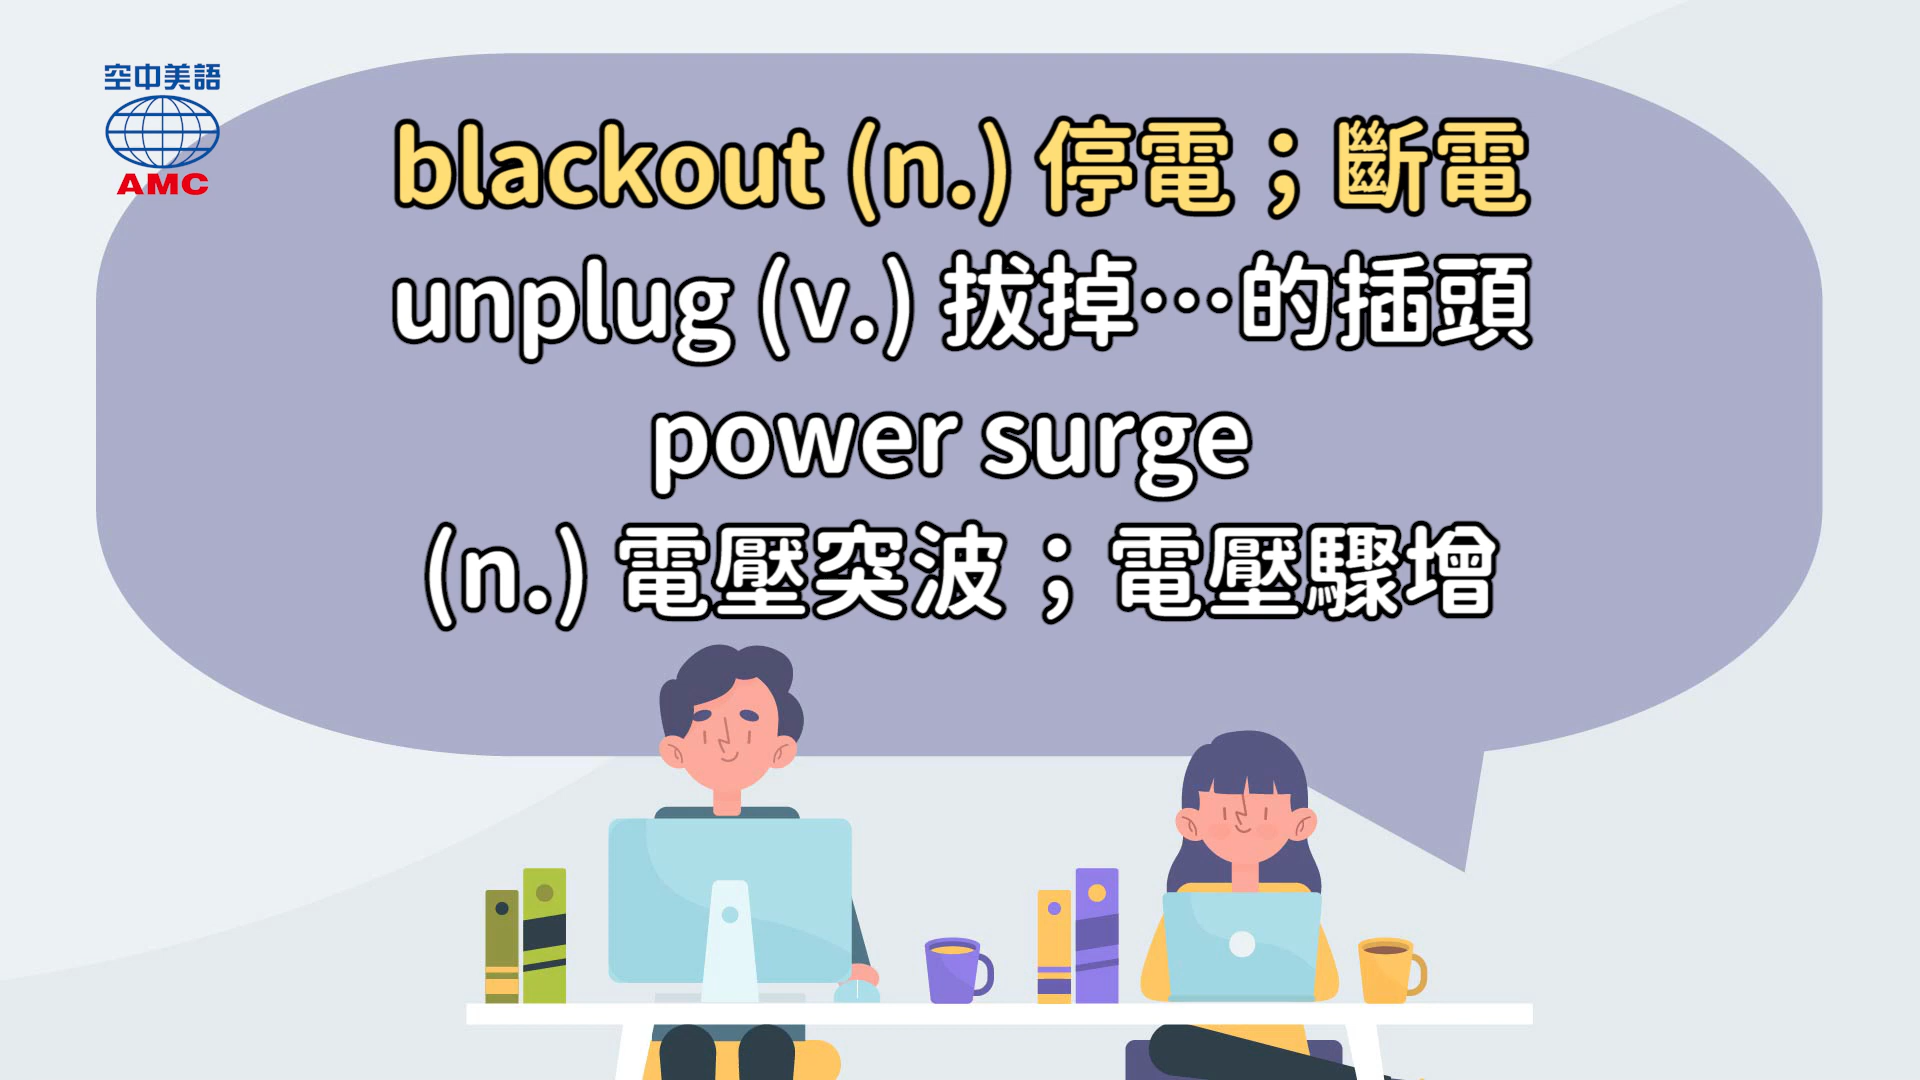 空中美語
AMC
blackout (n.) 停電；斷電
unplug (v.) 拔掉…的插頭
power surge
(n.) 電壓突波；電壓驟增